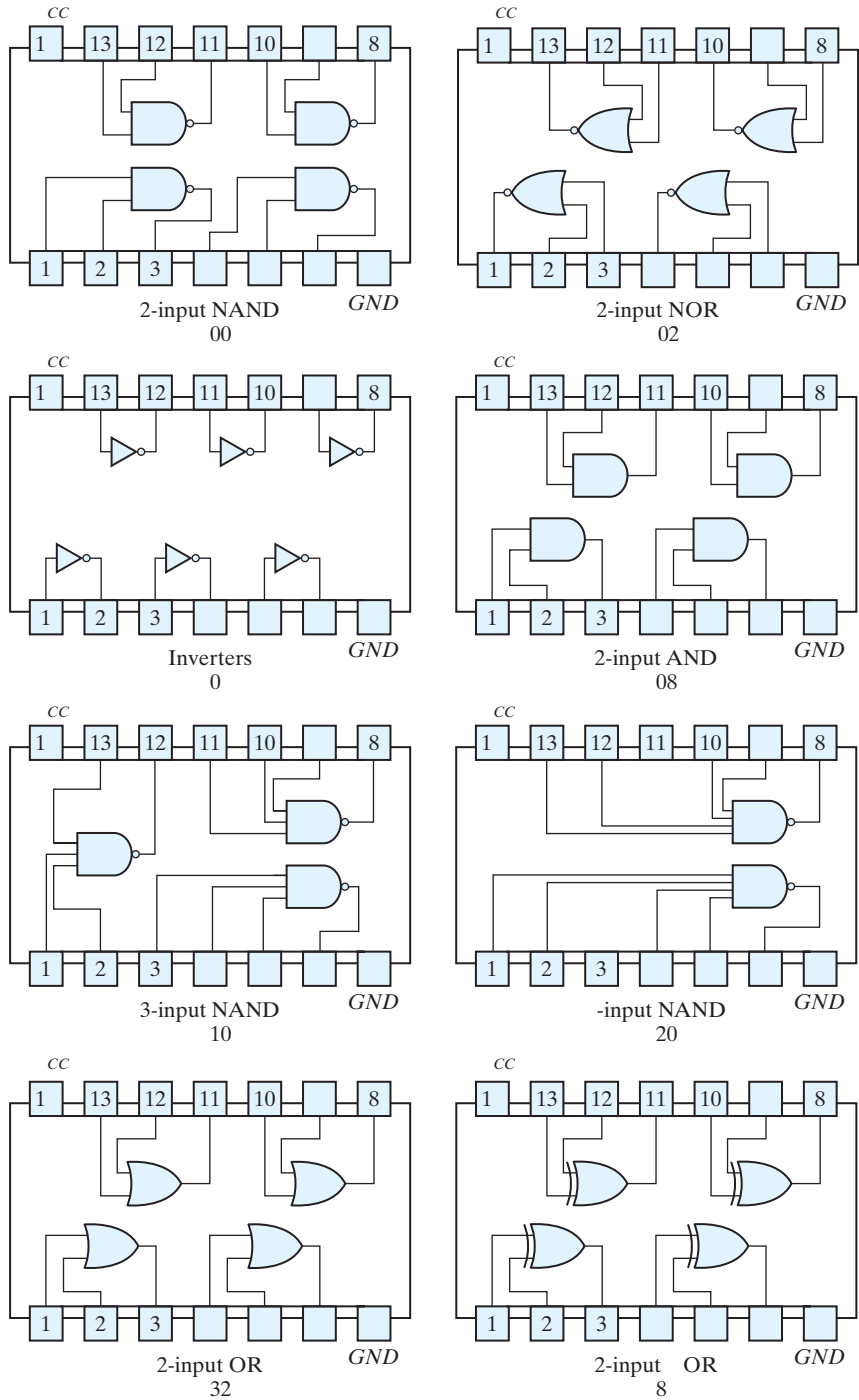 CC CC
1 13 12 11 10 8 1 13 12 11 10 8
1 2 3 1 2 3
GND GND
2-input NAND 2-input NOR
00 02
CC CC
1 13 12 11 10 8 1 13 12 11 10 8
1 2 3 1 2 3
GND GND
Inverters 2-input AND
0 08
CC CC
1 13 12 11 10 8 1 13 12 11 10 8
1 2 3 1 2 3
GND GND
3-input NAND -input NAND
10 20
CC CC
1 13 12 11 10 8 1 13 12 11 10 8
1 2 3 1 2 3
GND GND
2-input OR 2-input OR
32 8